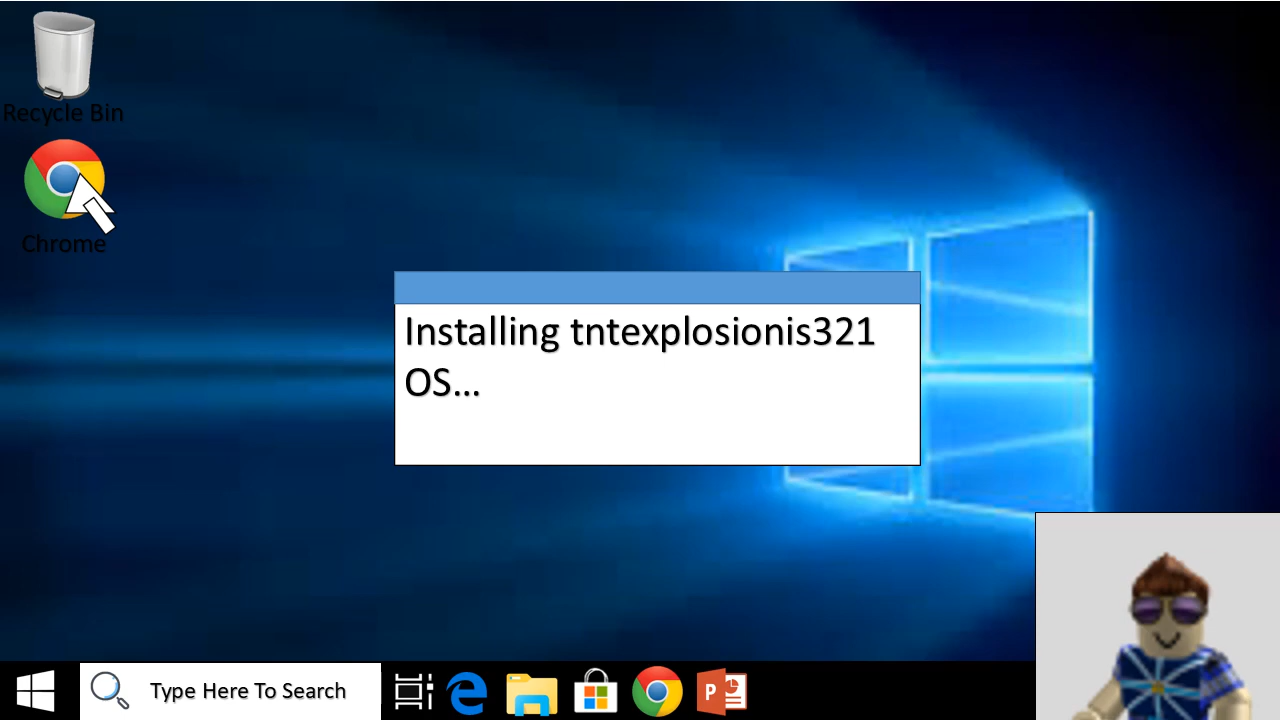 Recycle Bin
Chrome
Installing tntexplosionis321
OS...
Type Here To Search
P